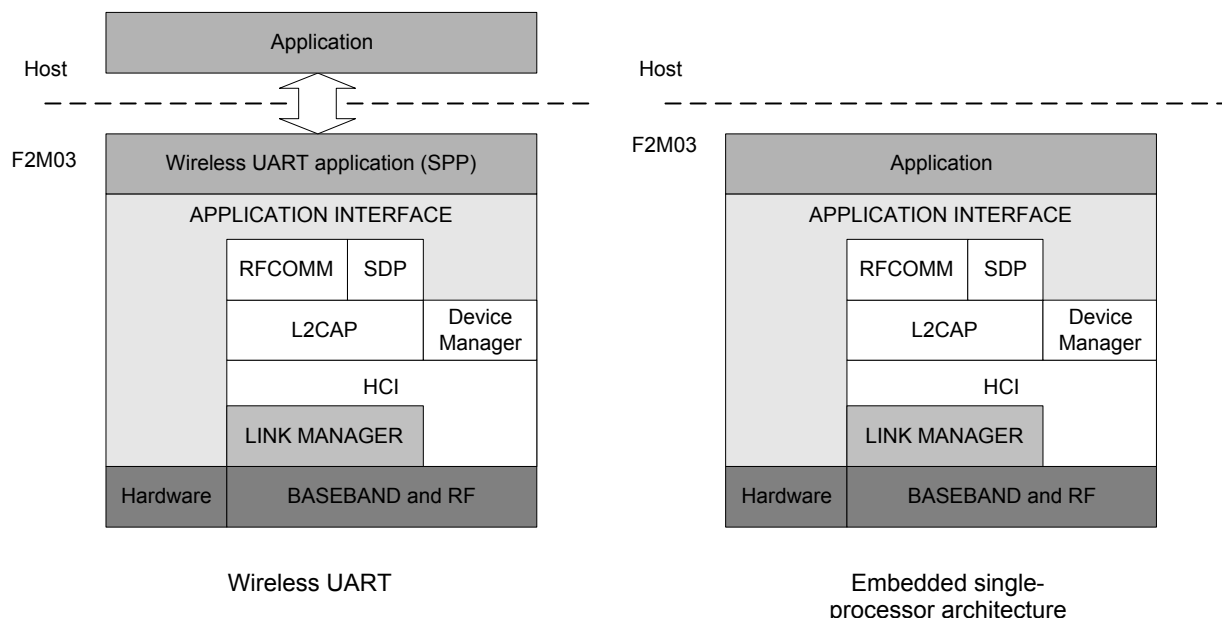 Application
Host
F2M03
Wireless UART application (SPP)
APPLICATION INTERFACE
RFCOMM
SDP
L2CAP
Device
Manager
HCI
LINK MANAGER
Hardware
BASEBAND and RF
Wireless UART
Host
F2M03
Application
APPLICATION INTERFACE
RFCOMM
SDP
L2CAP
Device
Manager
HCI
LINK MANAGER
Hardware
BASEBAND and RF
Embedded single-
processor architecture